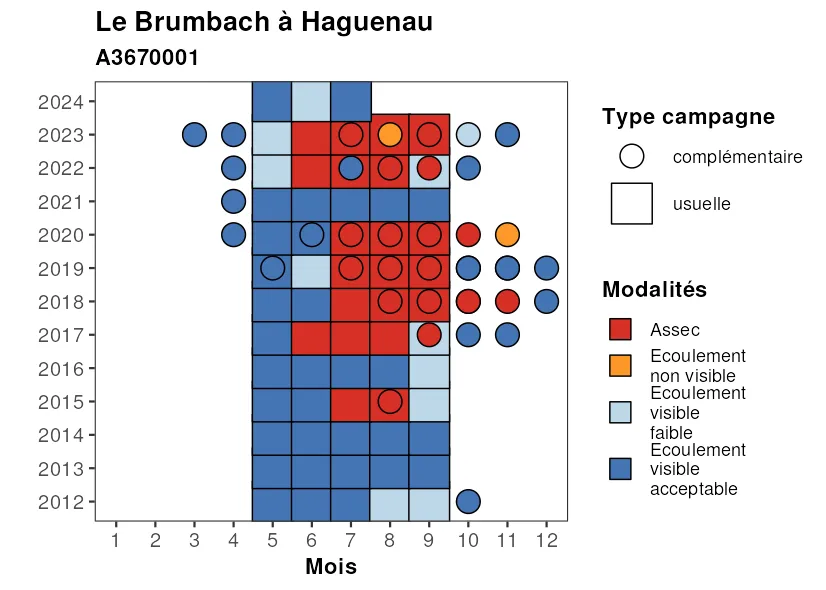 Le Brumbach à Haguenau
A3670001
2024
2023
2022
2021
2020
2019
2018
2017
2016
2015
2014
2013
2012
1 2 3 4 5 6 7 8 9 10 11 12
Mois
Type campagne
complémentaire
usuelle
Modalités
Assec
Ecoulement
non visible
Ecoulement
visible
faible
Ecoulement
visible
acceptable